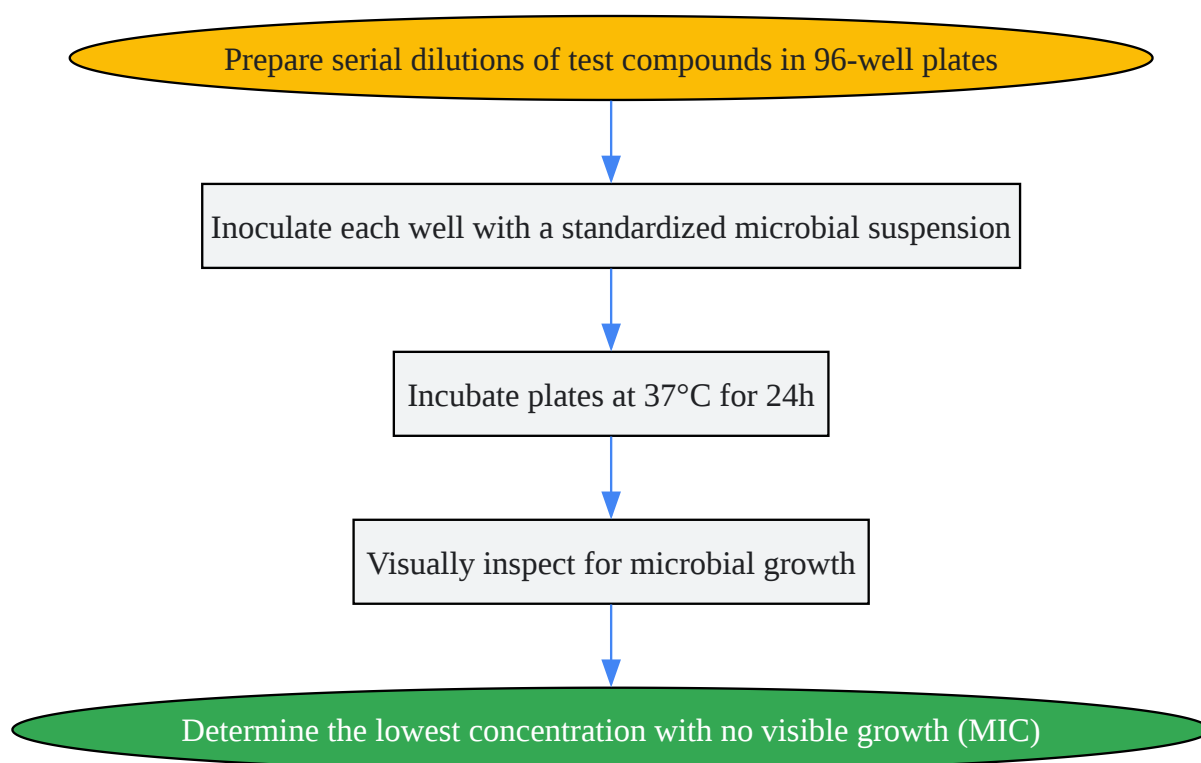 Prepare serial dilutions of test compounds in 96-well plates
Inoculate each well with a standardized microbial suspension
Incubate plates at 37°C for 24h
Visually inspect for microbial growth
Determine the lowest concentration with no visible growth (MIC)